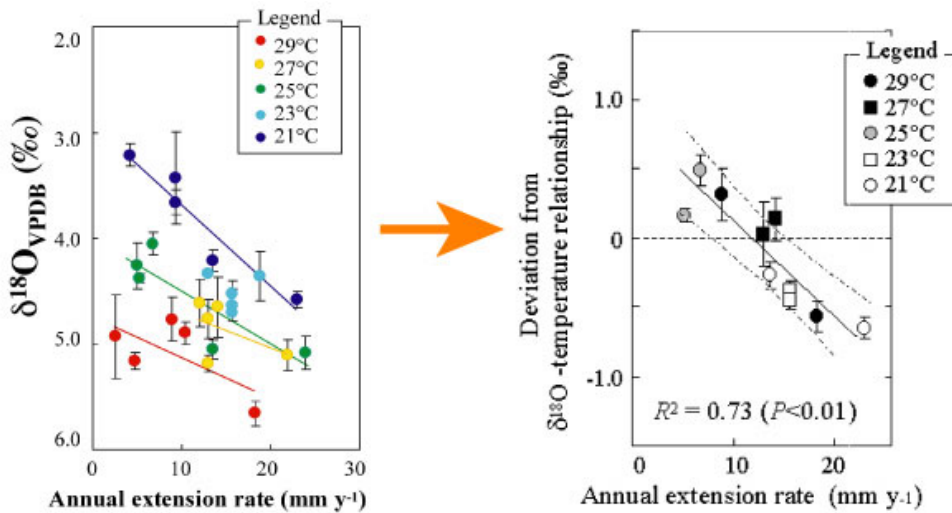 Legend
29°C
27°C
25°C
23°C
21°C
2.0
3.0
4.0
5.0
6.0
δ¹⁸O VPDB (‰)
0 10 20 30
Annual extension rate (mm y⁻¹)
Legend
29°C
27°C
25°C
23°C
21°C
1.0
0
-1.0
Deviation from
δ¹⁸O -temperature relationship (‰)
R² = 0.73 (P<0.01)
0 10 20
Annual extension rate (mm y⁻¹)